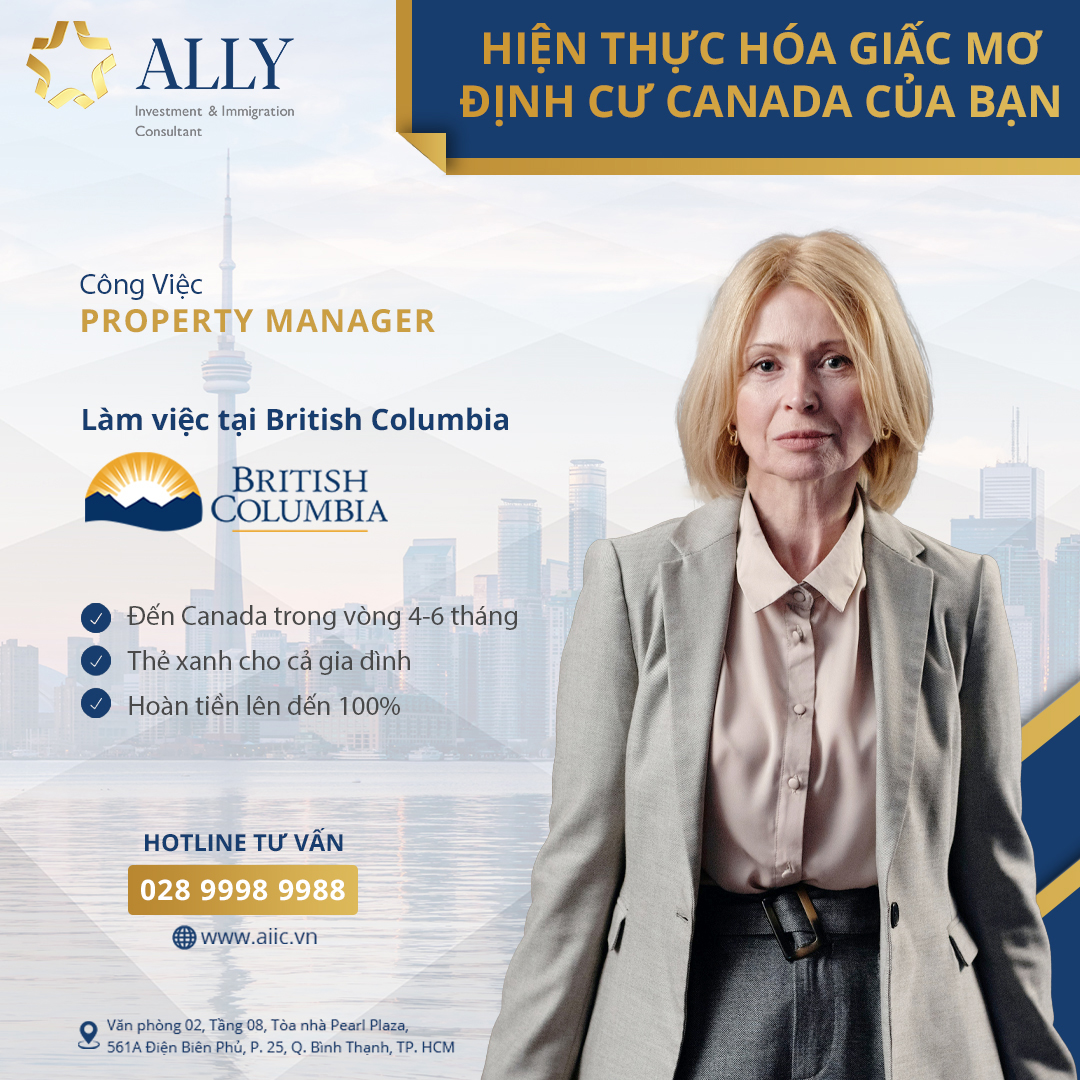 ALLY
Investment & Immigration
Consultant
HIỆN THỰC HÓA GIẤC MƠ
ĐỊNH CƯ CANADA CỦA BẠN
Công Việc
PROPERTY MANAGER
Làm việc tại British Columbia
BRITISH
COLUMBIA
Đến Canada trong vòng 4-6 tháng
Thẻ xanh cho cả gia đình
Hoàn tiền lên đến 100%
HOTLINE TƯ VẤN
028 9998 9988
www.aiic.vn
Văn phòng 02, Tầng 08, Tòa nhà Pearl Plaza,
561A Điện Biên Phủ, P. 25, Q. Bình Thạnh, TP. HCM